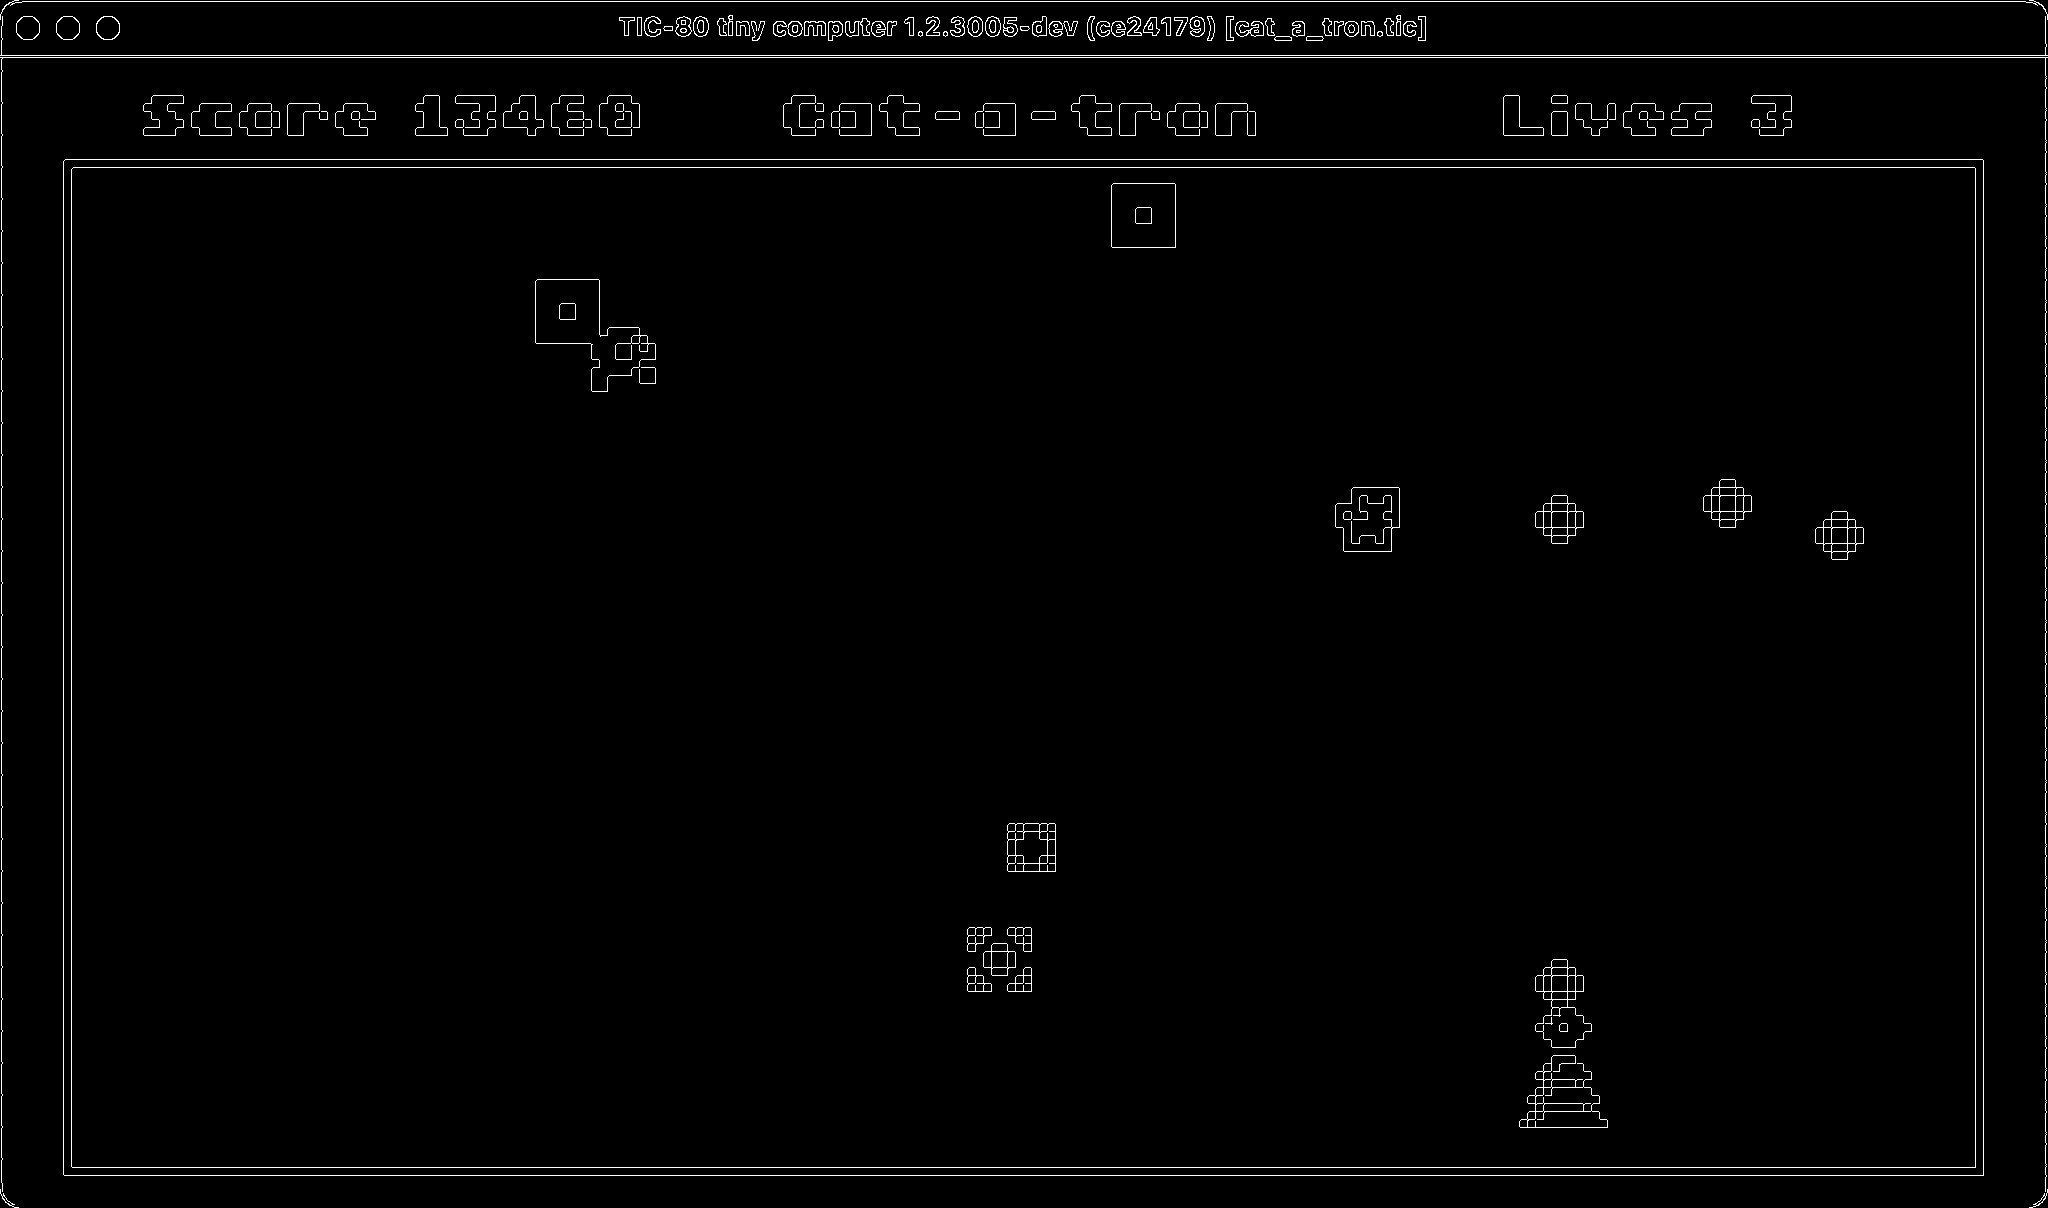 TIC-80 tiny computer 1.2.3005-dev (ce24179) [cat_a_tron.tic]
Score 13460 Cat-a-tron Lives 3